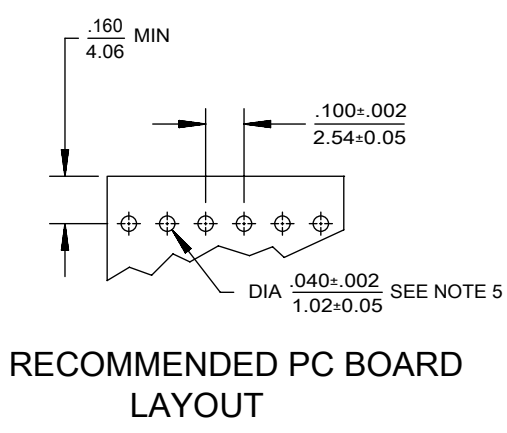 .160
4.06
MIN
.100±.002
2.54±0.05
DIA
.040±.002
1.02±0.05
SEE NOTE 5
RECOMMENDED PC BOARD
LAYOUT